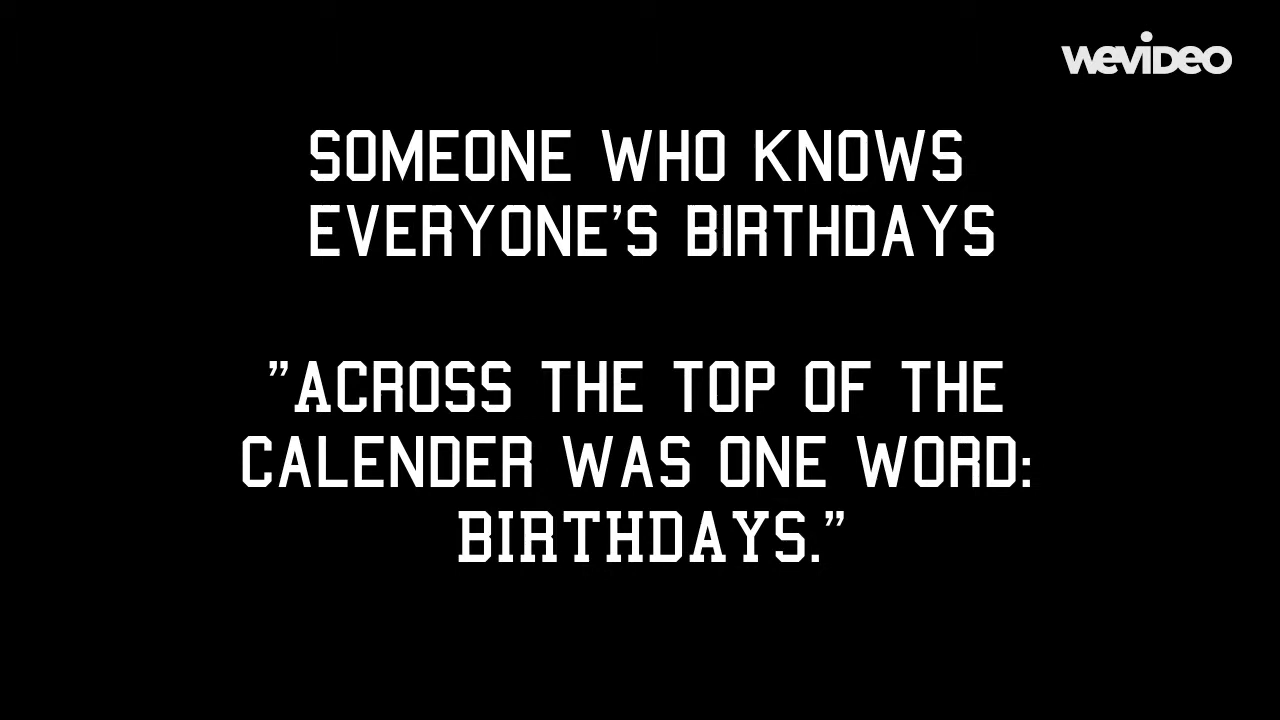 wevideo
SOMEONE WHO KNOWS
EVERYONE'S BIRTHDAYS
"ACROSS THE TOP OF THE
CALENDER WAS ONE WORD:
BIRTHDAYS."